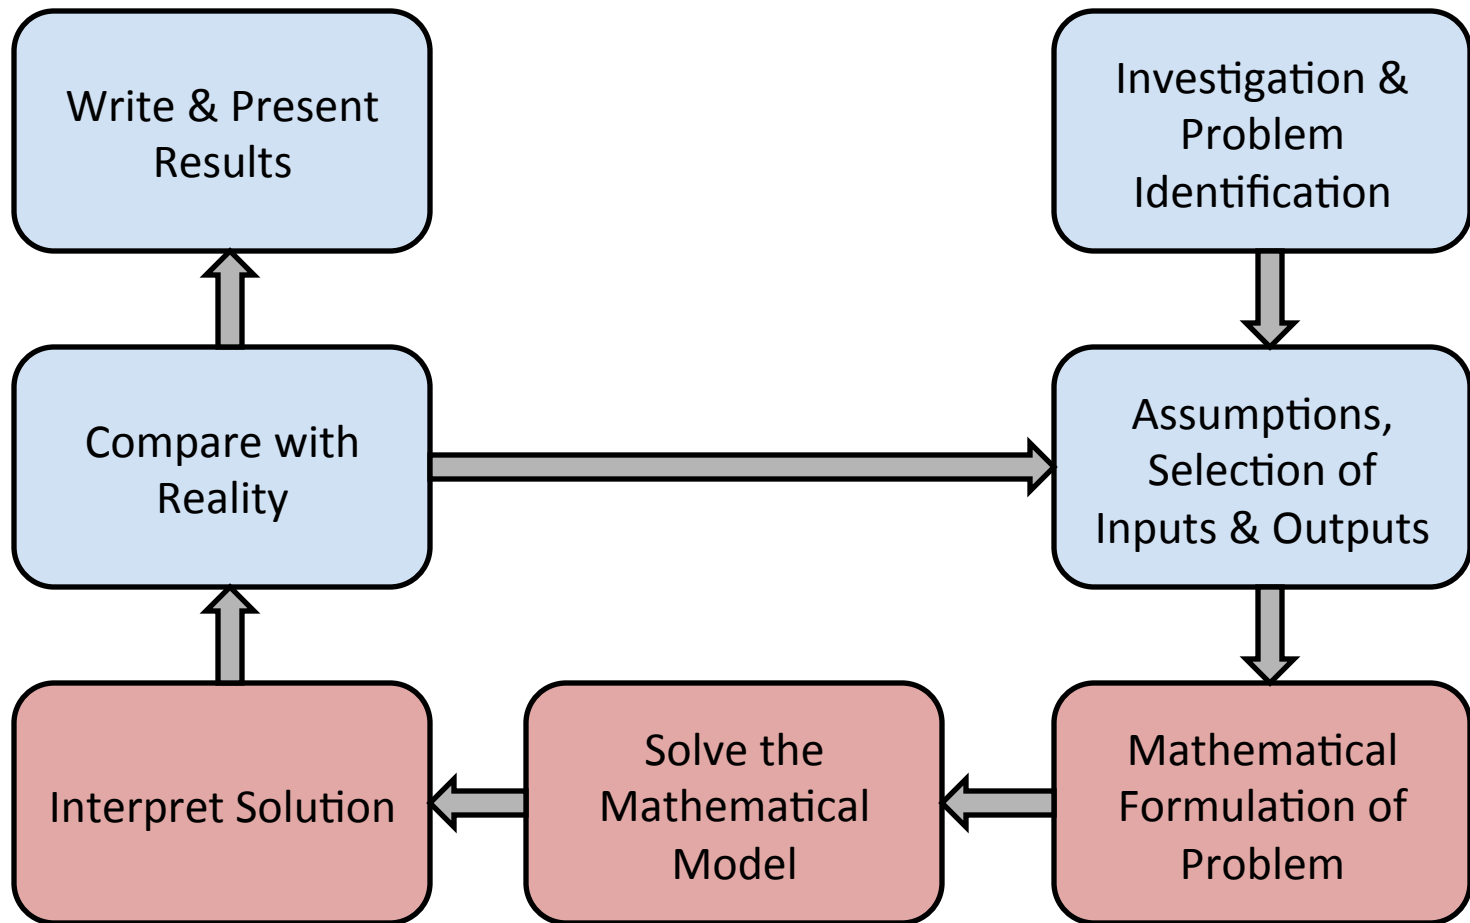 Write & Present
Results
Investigation &
Problem
Identification
Compare with
Reality
Assumptions,
Selection of
Inputs & Outputs
Interpret Solution
Solve the
Mathematical
Model
Mathematical
Formulation of
Problem